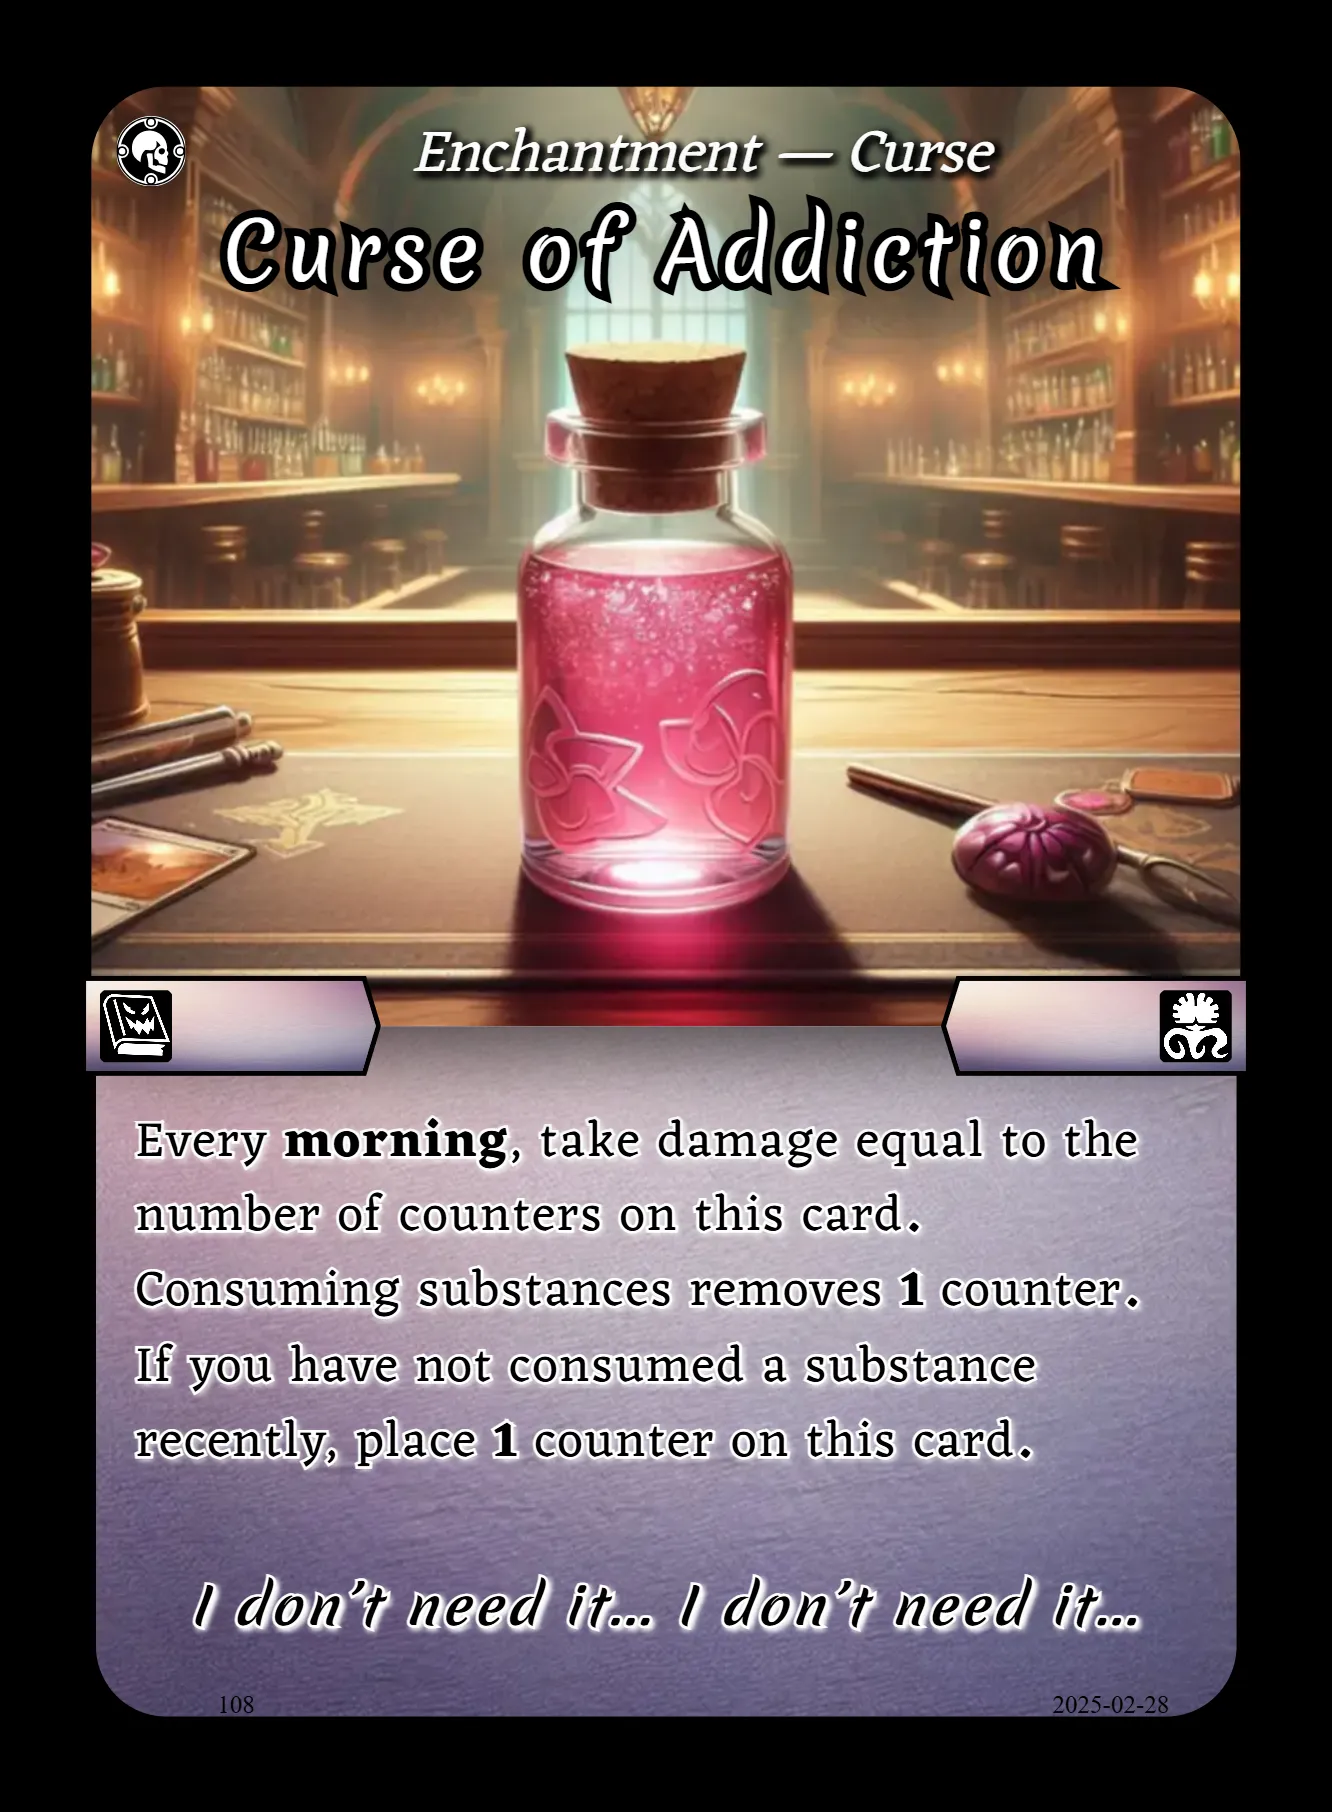 Enchantment — Curse
Curse of Addiction
Every morning, take damage equal to the
number of counters on this card.
Consuming substances removes 1 counter.
If you have not consumed a substance
recently, place 1 counter on this card.
I don't need it... I don't need it...
108
2025-02-28